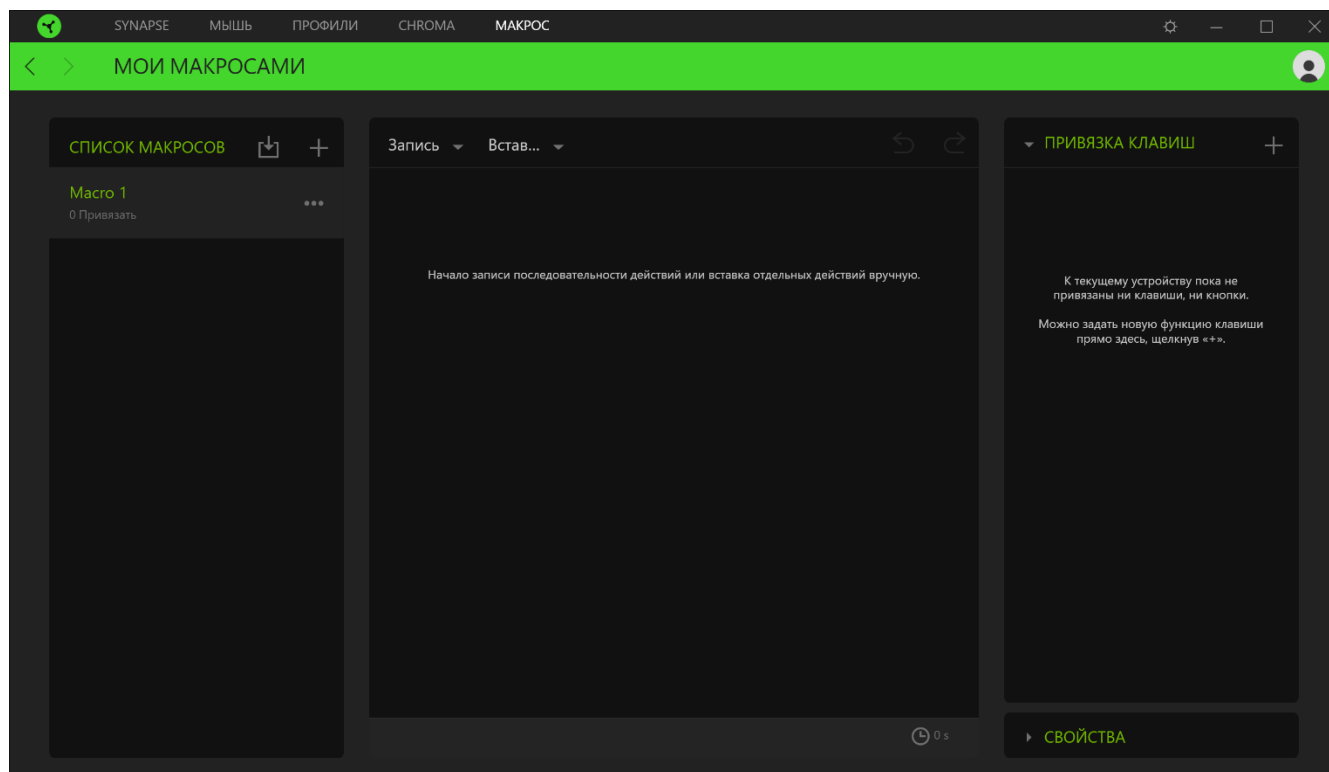 SYNAPSE МЫШЬ ПРОФИЛИ CHROMA МАКРОС
МОИ МАКРОСАМИ
СПИСОК МАКРОСОВ
Macro 1
0 Привязать
Запись Встав...
Начало записи последовательности действий или вставка отдельных действий вручную.
0 s
ПРИВЯЗКА КЛАВИШ
К текущему устройству пока не
привязаны ни клавиши, ни кнопки.
Можно задать новую функцию клавиши
прямо здесь, щелкнув «+».
СВОЙСТВА